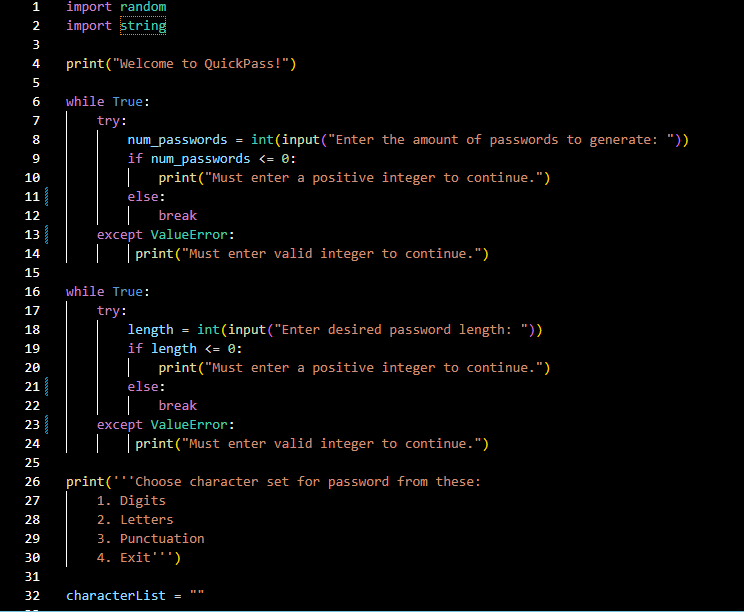 1 import random
2 import string
3
4 print("Welcome to QuickPass!")
5
6 while True:
7     try:
8         num_passwords = int(input("Enter the amount of passwords to generate: "))
9         if num_passwords <= 0:
10             print("Must enter a positive integer to continue.")
11         else:
12             break
13     except ValueError:
14          print("Must enter valid integer to continue.")
15
16 while True:
17     try:
18         length = int(input("Enter desired password length: "))
19         if length <= 0:
20             print("Must enter a positive integer to continue.")
21         else:
22             break
23     except ValueError:
24          print("Must enter valid integer to continue.")
25
26 print('''Choose character set for password from these:
27     1. Digits
28     2. Letters
29     3. Punctuation
30     4. Exit''')
31
32 characterList = ""